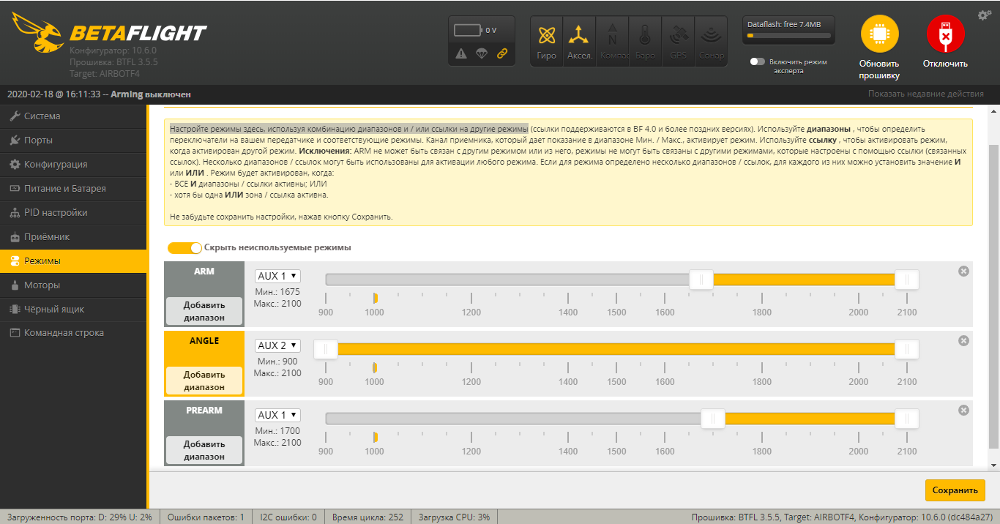 BETAFLIGHT
Конфигуратор: 10.6.0
Прошивка: BTFL 3.5.5
Target: AIRBOTF4
0 V
Гиро
Аксел.
Компас
Баро
GPS
Сонар
Dataflash: free 7.4MB
Включить режим
эксперта
Обновить
прошивку
Отключить
2020-02-18 @ 16:11:33 -- Arming выключен
Показать недавние действия
Система
Порты
Конфигурация
Питание и Батарея
PID настройки
Приёмник
Режимы
Моторы
Чёрный ящик
Командная строка
Настройте режимы здесь, используя комбинацию диапазонов и / или ссылки на другие режимы (ссылки поддерживаются в BF 4.0 и более поздних версиях). Используйте диапазоны , чтобы определить
переключатели на вашем передатчике и соответствующие режимы. Канал приемника, который дает показание в диапазоне Мин. / Макс., активирует режим. Используйте ссылку , чтобы активировать режим,
когда активирован другой режим. Исключения: ARM не может быть связан с другим режимом или из него, режимы не могут быть связаны с другими режимами, которые настроены с помощью ссылки (связанных
ссылок). Несколько диапазонов / ссылок могут быть использованы для активации любого режима. Если для режима определено несколько диапазонов / ссылок, для каждого из них можно установить значение И
или ИЛИ . Режим будет активирован, когда:
- ВСЕ И диапазоны / ссылки активны; ИЛИ
- хотя бы одна ИЛИ зона / ссылка активна.
Не забудьте сохранить настройки, нажав кнопку Сохранить.
Скрыть неиспользуемые режимы
ARM
Добавить
диапазон
AUX 1
Мин.: 1675
Макс.: 2100
900 1000 1200 1400 1500 1600 1800 2000 2100
ANGLE
Добавить
диапазон
AUX 2
Мин.: 900
Макс.: 2100
900 1000 1200 1400 1500 1600 1800 2000 2100
PREARM
Добавить
диапазон
AUX 1
Мин.: 1700
Макс.: 2100
900 1000 1200 1400 1500 1600 1800 2000 2100
Сохранить
Загруженность порта: D: 29% U: 2%
Ошибки пакетов: 1
I2C ошибки: 0
Время цикла: 252
Загрузка CPU: 3%
Прошивка: BTFL 3.5.5, Target: AIRBOTF4, Конфигуратор: 10.6.0 (dc484a27)